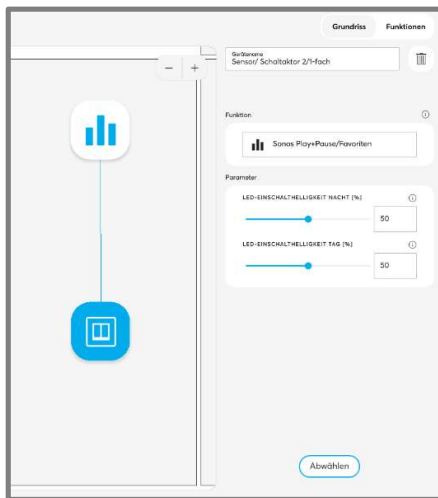 Grundriss Funktionen
− +
Gerätename
Sensor/ Schaltaktor 2/1-fach
Funktion
Sonos Play+Pause/Favoriten
Parameter
LED-EINSCHALTHELLIGKEIT NACHT (%)
50
LED-EINSCHALTHELLIGKEIT TAG (%)
50
Abwählen